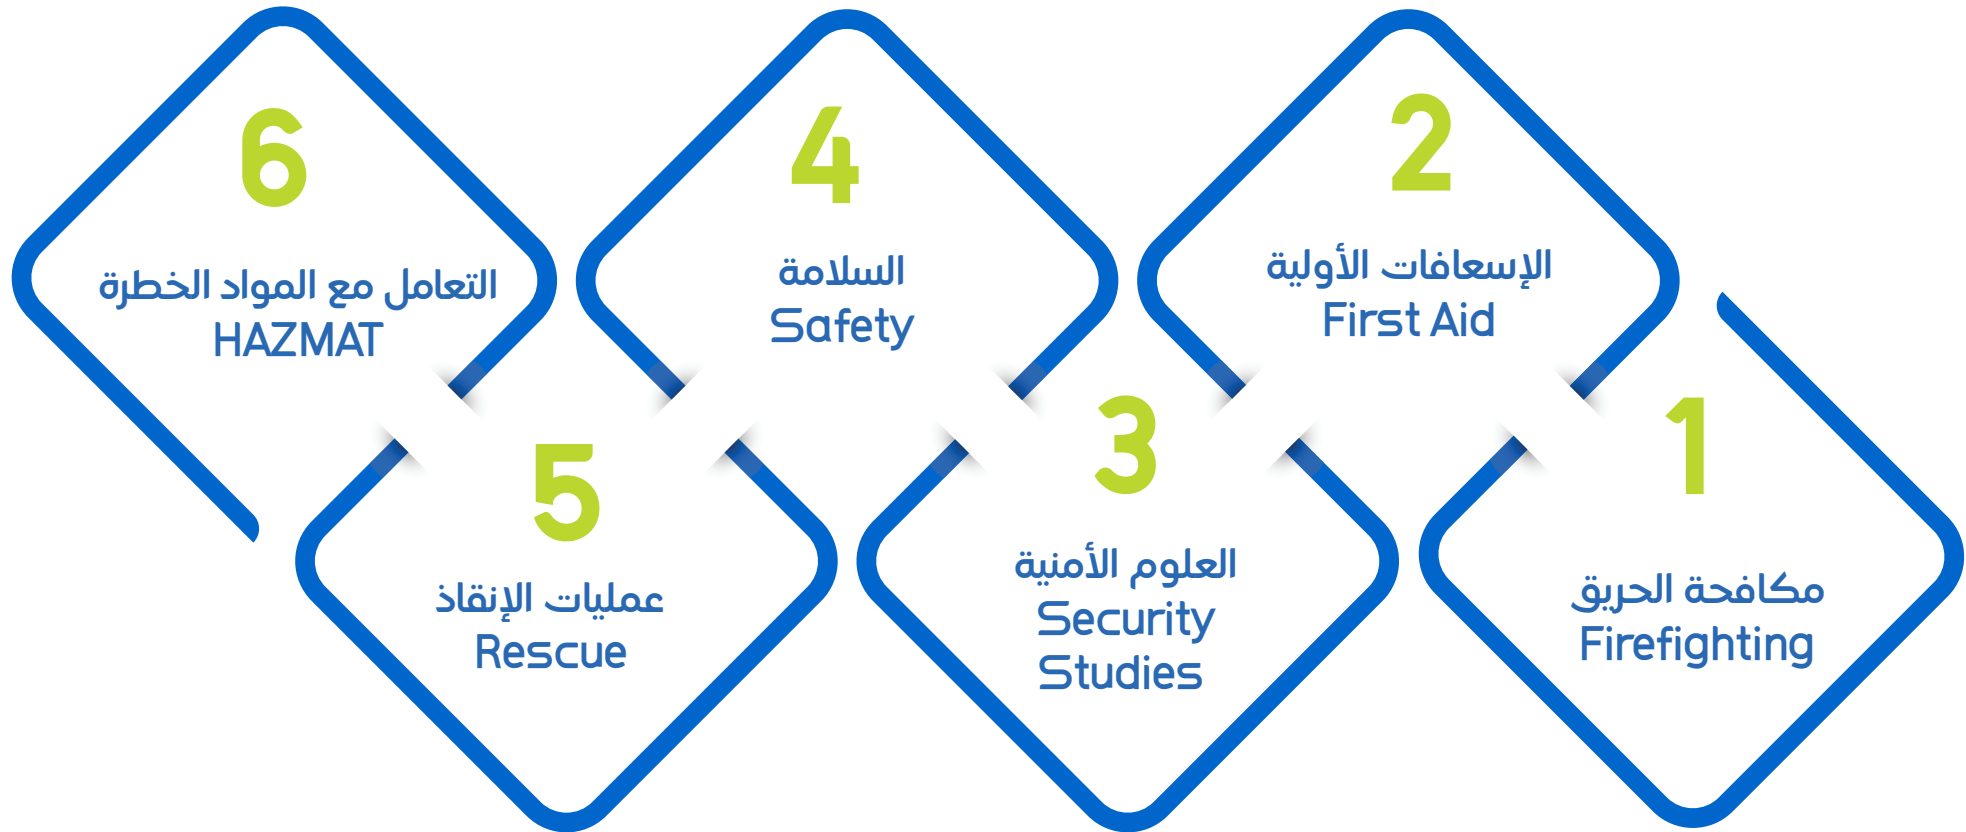 1
مكافحة الحريق
Firefighting
2
الإسعافات الأولية
First Aid
3
العلوم الأمنية
Security
Studies
4
السلامة
Safety
5
عمليات الإنقاذ
Rescue
6
التعامل مع المواد الخطرة
HAZMAT